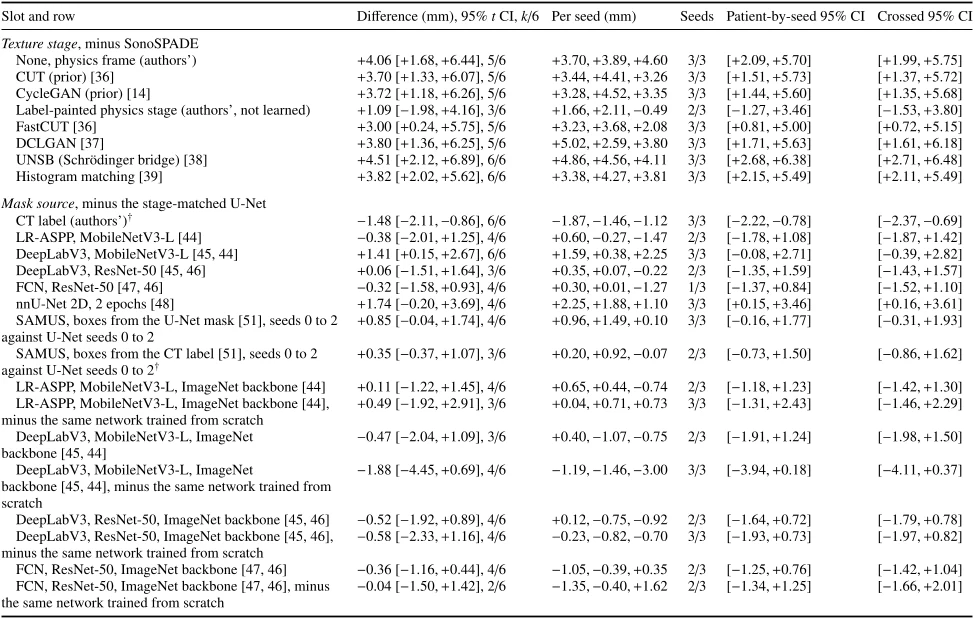 Slot and row Difference (mm), 95% t CI, k/6 Per seed (mm) Seeds Patient-by-seed 95% CI Crossed 95% CI
Texture stage, minus SonoSPADE
None, physics frame (authors') +4.06 [+1.68, +6.44], 5/6 +3.70, +3.89, +4.60 3/3 [+2.09, +5.70] [+1.99, +5.75]
CUT (prior) [36] +3.70 [+1.33, +6.07], 5/6 +3.44, +4.41, +3.26 3/3 [+1.51, +5.73] [+1.37, +5.72]
CycleGAN (prior) [14] +3.72 [+1.18, +6.26], 5/6 +3.28, +4.52, +3.35 3/3 [+1.44, +5.60] [+1.35, +5.68]
Label-painted physics stage (authors', not learned) +1.09 [−1.98, +4.16], 3/6 +1.66, +2.11, −0.49 2/3 [−1.27, +3.46] [−1.53, +3.80]
FastCUT [36] +3.00 [+0.24, +5.75], 5/6 +3.23, +3.68, +2.08 3/3 [+0.81, +5.00] [+0.72, +5.15]
DCLGAN [37] +3.80 [+1.36, +6.25], 5/6 +5.02, +2.59, +3.80 3/3 [+1.71, +5.63] [+1.61, +6.18]
UNSB (Schrödinger bridge) [38] +4.51 [+2.12, +6.89], 6/6 +4.86, +4.56, +4.11 3/3 [+2.68, +6.38] [+2.71, +6.48]
Histogram matching [39] +3.82 [+2.02, +5.62], 6/6 +3.38, +4.27, +3.81 3/3 [+2.15, +5.49] [+2.11, +5.49]
Mask source, minus the stage-matched U-Net
CT label (authors')† −1.48 [−2.11, −0.86], 6/6 −1.87, −1.46, −1.12 3/3 [−2.22, −0.78] [−2.37, −0.69]
LR-ASPP, MobileNetV3-L [44] −0.38 [−2.01, +1.25], 4/6 +0.60, −0.27, −1.47 2/3 [−1.78, +1.08] [−1.87, +1.42]
DeepLabV3, MobileNetV3-L [45, 44] +1.41 [+0.15, +2.67], 6/6 +1.59, +0.38, +2.25 3/3 [−0.08, +2.71] [−0.39, +2.82]
DeepLabV3, ResNet-50 [45, 46] +0.06 [−1.51, +1.64], 3/6 +0.35, +0.07, −0.22 2/3 [−1.35, +1.59] [−1.43, +1.57]
FCN, ResNet-50 [47, 46] −0.32 [−1.58, +0.93], 4/6 +0.30, +0.01, −1.27 1/3 [−1.37, +0.84] [−1.52, +1.10]
nnU-Net 2D, 2 epochs [48] +1.74 [−0.20, +3.69], 4/6 +2.25, +1.88, +1.10 3/3 [+0.15, +3.46] [+0.16, +3.61]
SAMUS, boxes from the U-Net mask [51], seeds 0 to 2 +0.85 [−0.04, +1.74], 4/6 +0.96, +1.49, +0.10 3/3 [−0.16, +1.77] [−0.31, +1.93]
against U-Net seeds 0 to 2
SAMUS, boxes from the CT label [51], seeds 0 to 2 +0.35 [−0.37, +1.07], 3/6 +0.20, +0.92, −0.07 2/3 [−0.73, +1.50] [−0.86, +1.62]
against U-Net seeds 0 to 2†
LR-ASPP, MobileNetV3-L, ImageNet backbone [44] +0.11 [−1.22, +1.45], 4/6 +0.65, +0.44, −0.74 2/3 [−1.18, +1.23] [−1.42, +1.30]
LR-ASPP, MobileNetV3-L, ImageNet backbone [44], +0.49 [−1.92, +2.91], 3/6 +0.04, +0.71, +0.73 3/3 [−1.31, +2.43] [−1.46, +2.29]
minus the same network trained from scratch
DeepLabV3, MobileNetV3-L, ImageNet −0.47 [−2.04, +1.09], 3/6 +0.40, −1.07, −0.75 2/3 [−1.91, +1.24] [−1.98, +1.50]
backbone [45, 44]
DeepLabV3, MobileNetV3-L, ImageNet −1.88 [−4.45, +0.69], 4/6 −1.19, −1.46, −3.00 3/3 [−3.94, +0.18] [−4.11, +0.37]
backbone [45, 44], minus the same network trained from
scratch
DeepLabV3, ResNet-50, ImageNet backbone [45, 46] −0.52 [−1.92, +0.89], 4/6 +0.12, −0.75, −0.92 2/3 [−1.64, +0.72] [−1.79, +0.78]
DeepLabV3, ResNet-50, ImageNet backbone [45, 46], −0.58 [−2.33, +1.16], 4/6 −0.23, −0.82, −0.70 3/3 [−1.93, +0.73] [−1.97, +0.82]
minus the same network trained from scratch
FCN, ResNet-50, ImageNet backbone [47, 46] −0.36 [−1.16, +0.44], 4/6 −1.05, −0.39, +0.35 2/3 [−1.25, +0.76] [−1.42, +1.04]
FCN, ResNet-50, ImageNet backbone [47, 46], minus −0.04 [−1.50, +1.42], 2/6 −1.35, −0.40, +1.62 2/3 [−1.34, +1.25] [−1.66, +2.01]
the same network trained from scratch